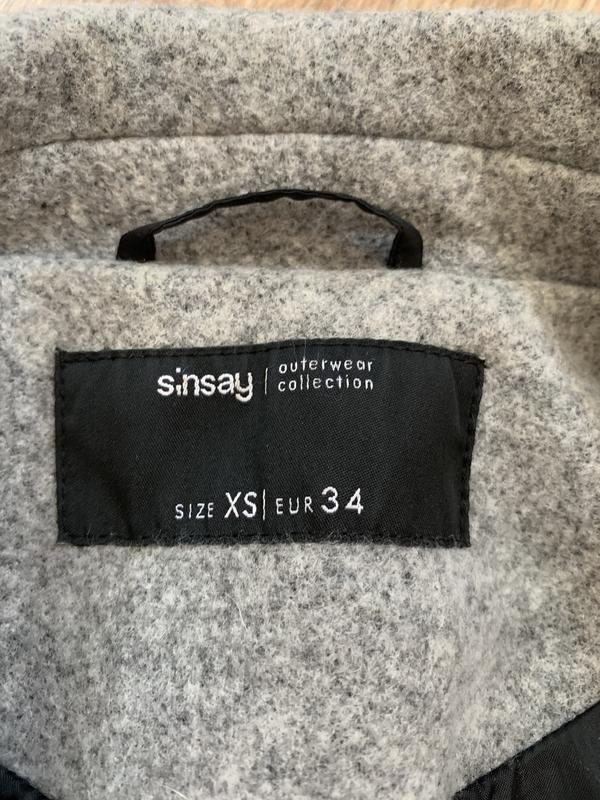 sinsay | outerwear
collection
SIZE XS | EUR 34